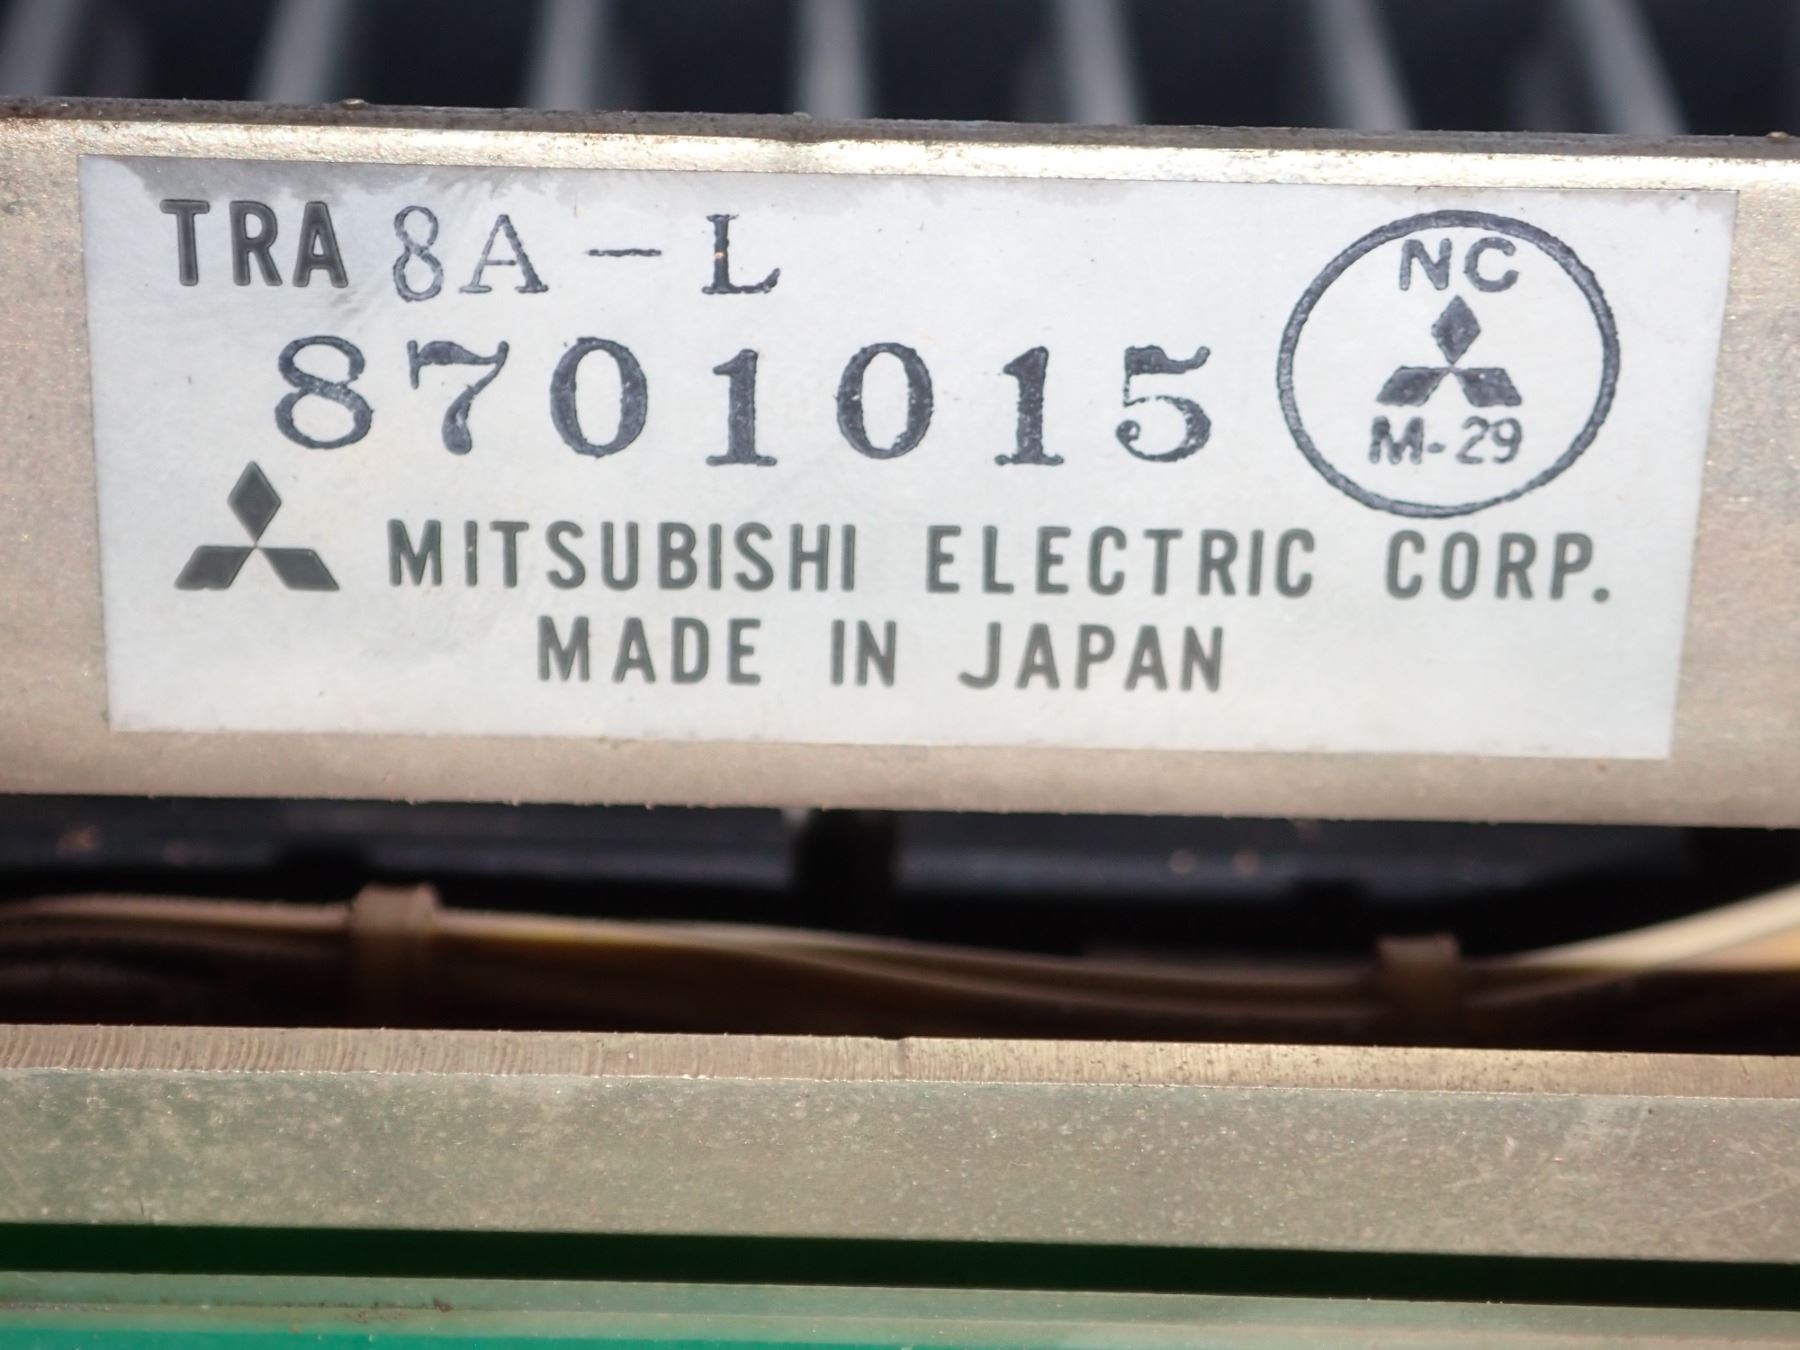 TRA 8A-L
8701015
NC
M-29
MITSUBISHI ELECTRIC CORP.
MADE IN JAPAN